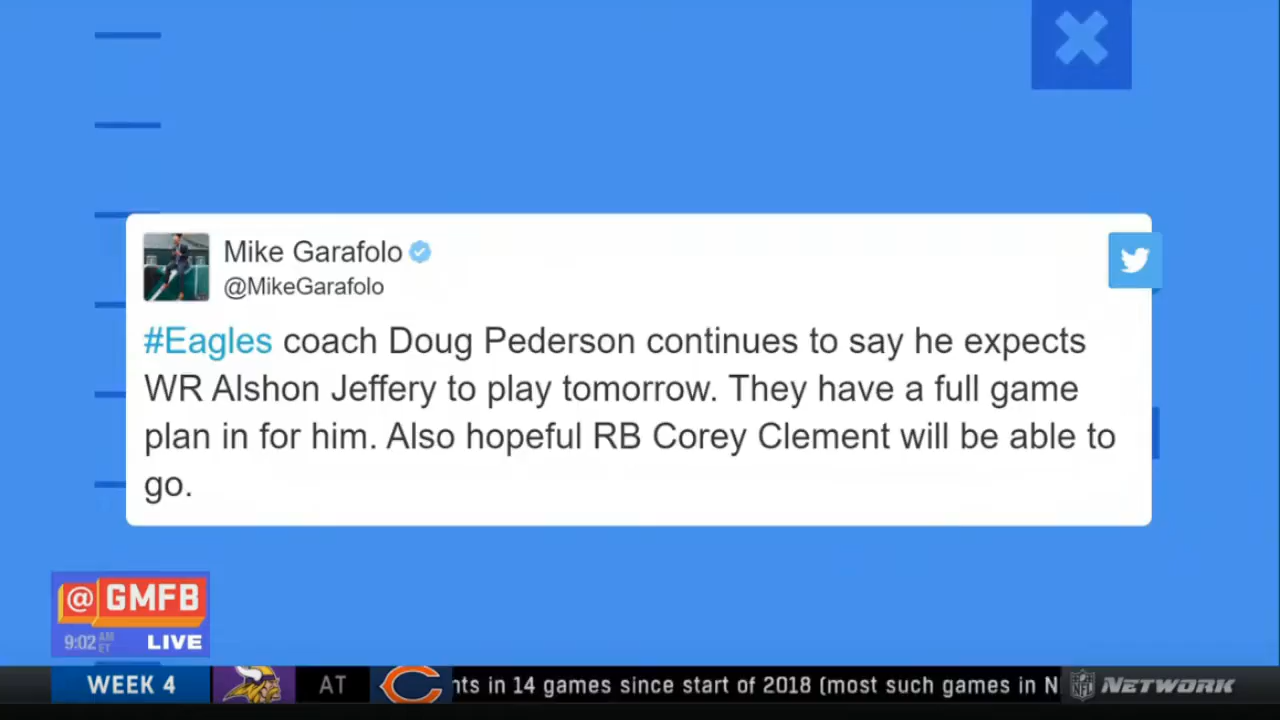 Mike Garafolo
@MikeGarafolo
#Eagles coach Doug Pederson continues to say he expects
WR Alshon Jeffery to play tomorrow. They have a full game
plan in for him. Also hopeful RB Corey Clement will be able to
go.
@GMFB
9:02 AM ET LIVE
WEEK 4 AT nts in 14 games since start of 2018 (most such games in N NFL NETWORK